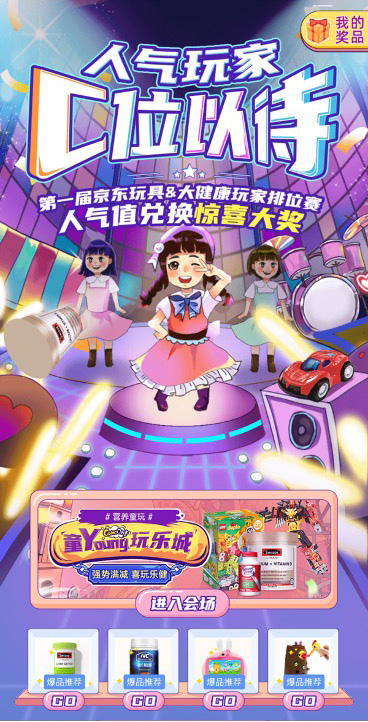 我的
奖品
人气玩家
C位以待
第一届京东玩具&大健康玩家排位赛
人气值兑换惊喜大奖
#营养童玩#
童Young玩乐城
强势满减 喜玩乐健
进入会场
爆品推荐
爆品推荐
爆品推荐
爆品推荐
GO
GO
GO
GO